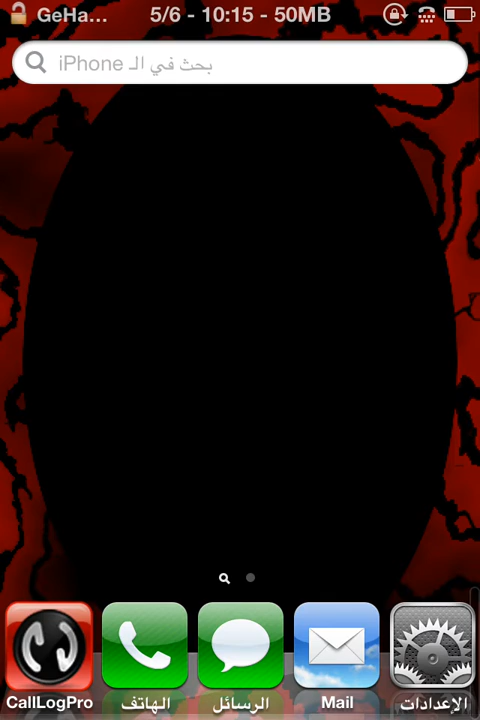 GeHa... 5/6 - 10:15 - 50MB
بحث في الـ iPhone
CallLogPro الهاتف الرسائل Mail الإعدادات